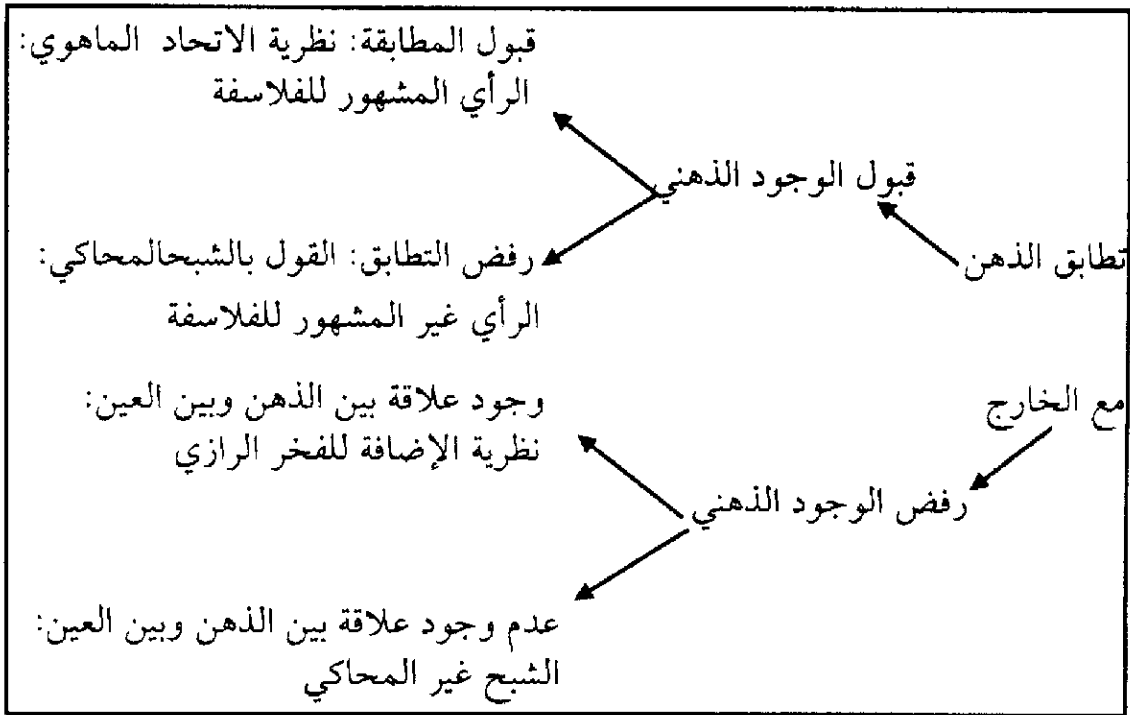 قبول المطابقة: نظرية الاتحاد الماهوي:
الرأي المشهور للفلاسفة
قبول الوجود الذهني
تطابق الذهن
رفض التطابق: القول بالشبحالمحاكي:
الرأي غير المشهور للفلاسفة
مع الخارج
وجود علاقة بين الذهن وبين العين:
نظرية الإضافة للفخر الرازي
رفض الوجود الذهني
عدم وجود علاقة بين الذهن وبين العين:
الشبح غير المحاكي